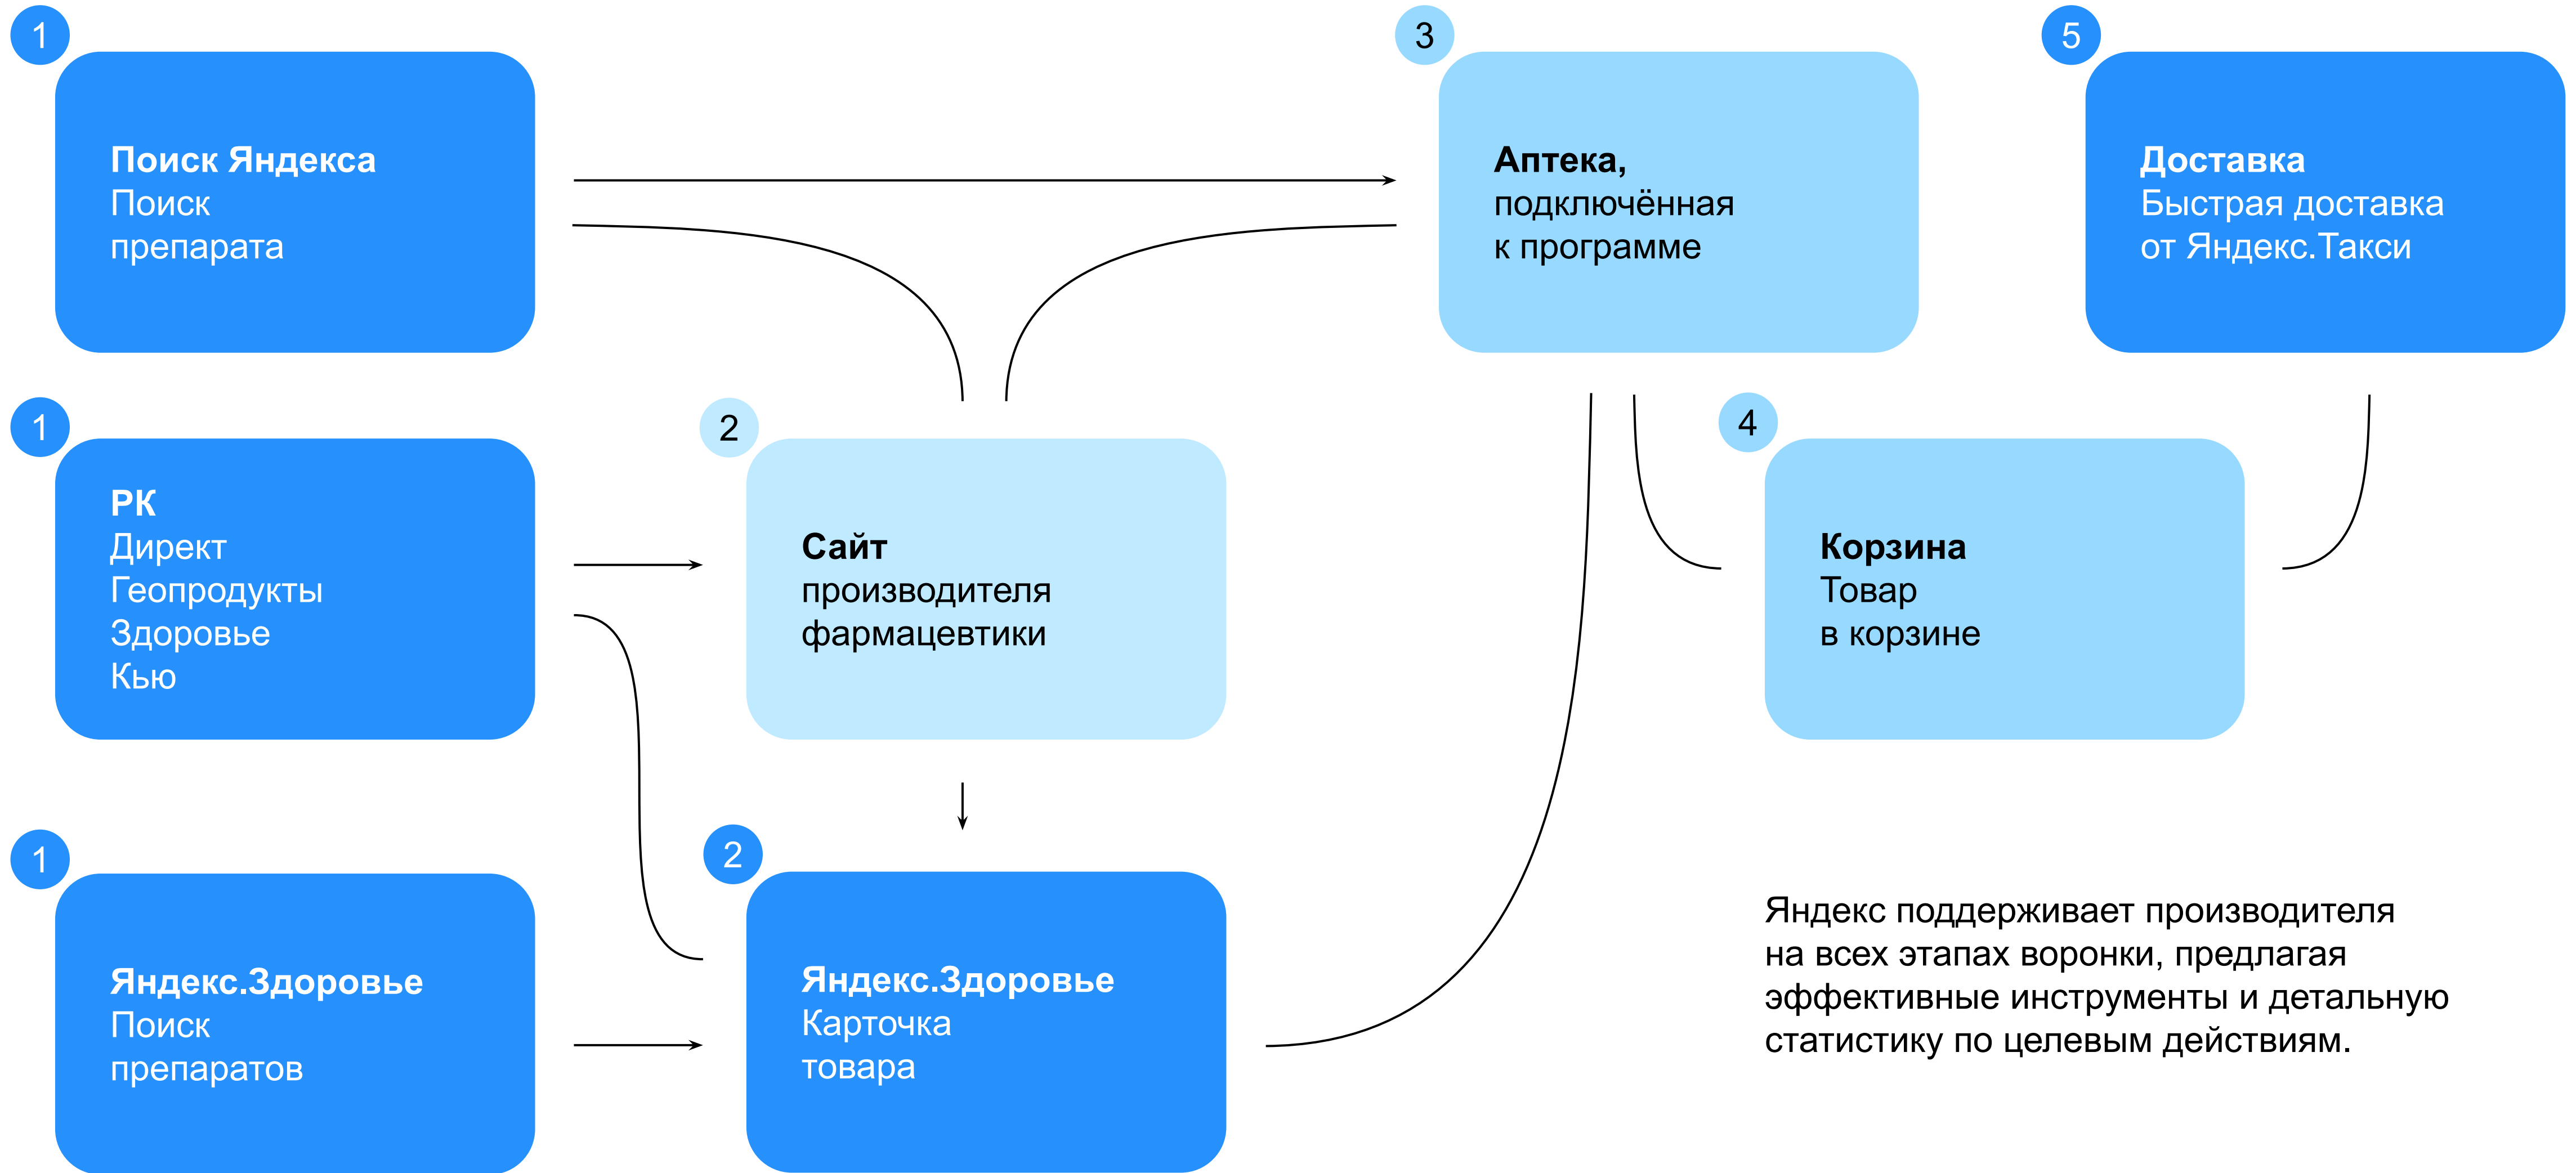 1
Поиск Яндекса
Поиск
препарата
1
РК
Директ
Геопродукты
Здоровье
Кью
1
Яндекс.Здоровье
Поиск
препаратов
2
Сайт
производителя
фармацевтики
2
Яндекс.Здоровье
Карточка
товара
3
Аптека,
подключённая
к программе
4
Корзина
Товар
в корзине
5
Доставка
Быстрая доставка
от Яндекс.Такси
Яндекс поддерживает производителя
на всех этапах воронки, предлагая
эффективные инструменты и детальную
статистику по целевым действиям.